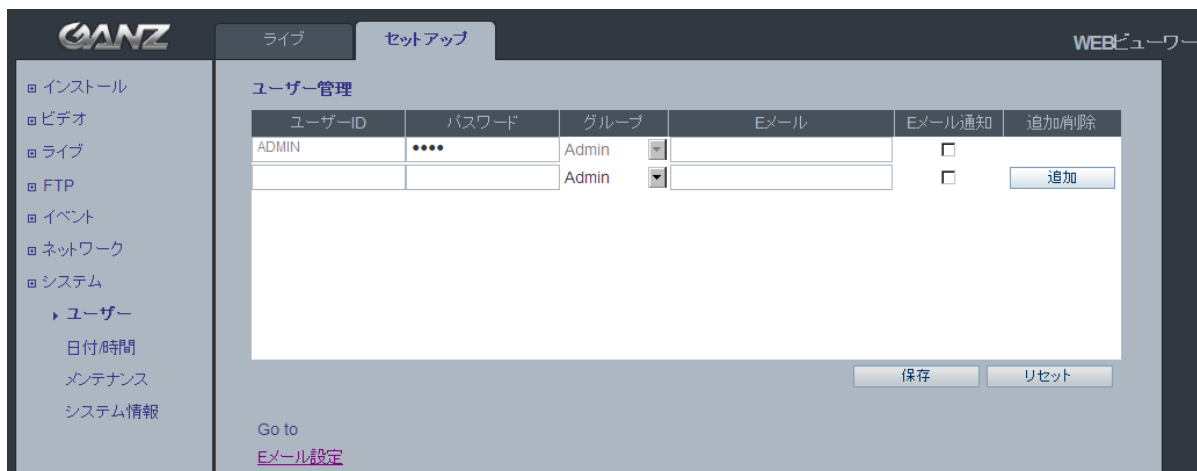 GANZ
ライブ
セットアップ
WEBビューワー
インストール
ビデオ
ライブ
FTP
イベント
ネットワーク
システム
ユーザー
日付/時間
メンテナンス
システム情報
ユーザー管理
ユーザーID パスワード グループ Eメール Eメール通知 追加/削除
ADMIN •••• Admin
Admin 追加
保存 リセット
Go to
Eメール設定